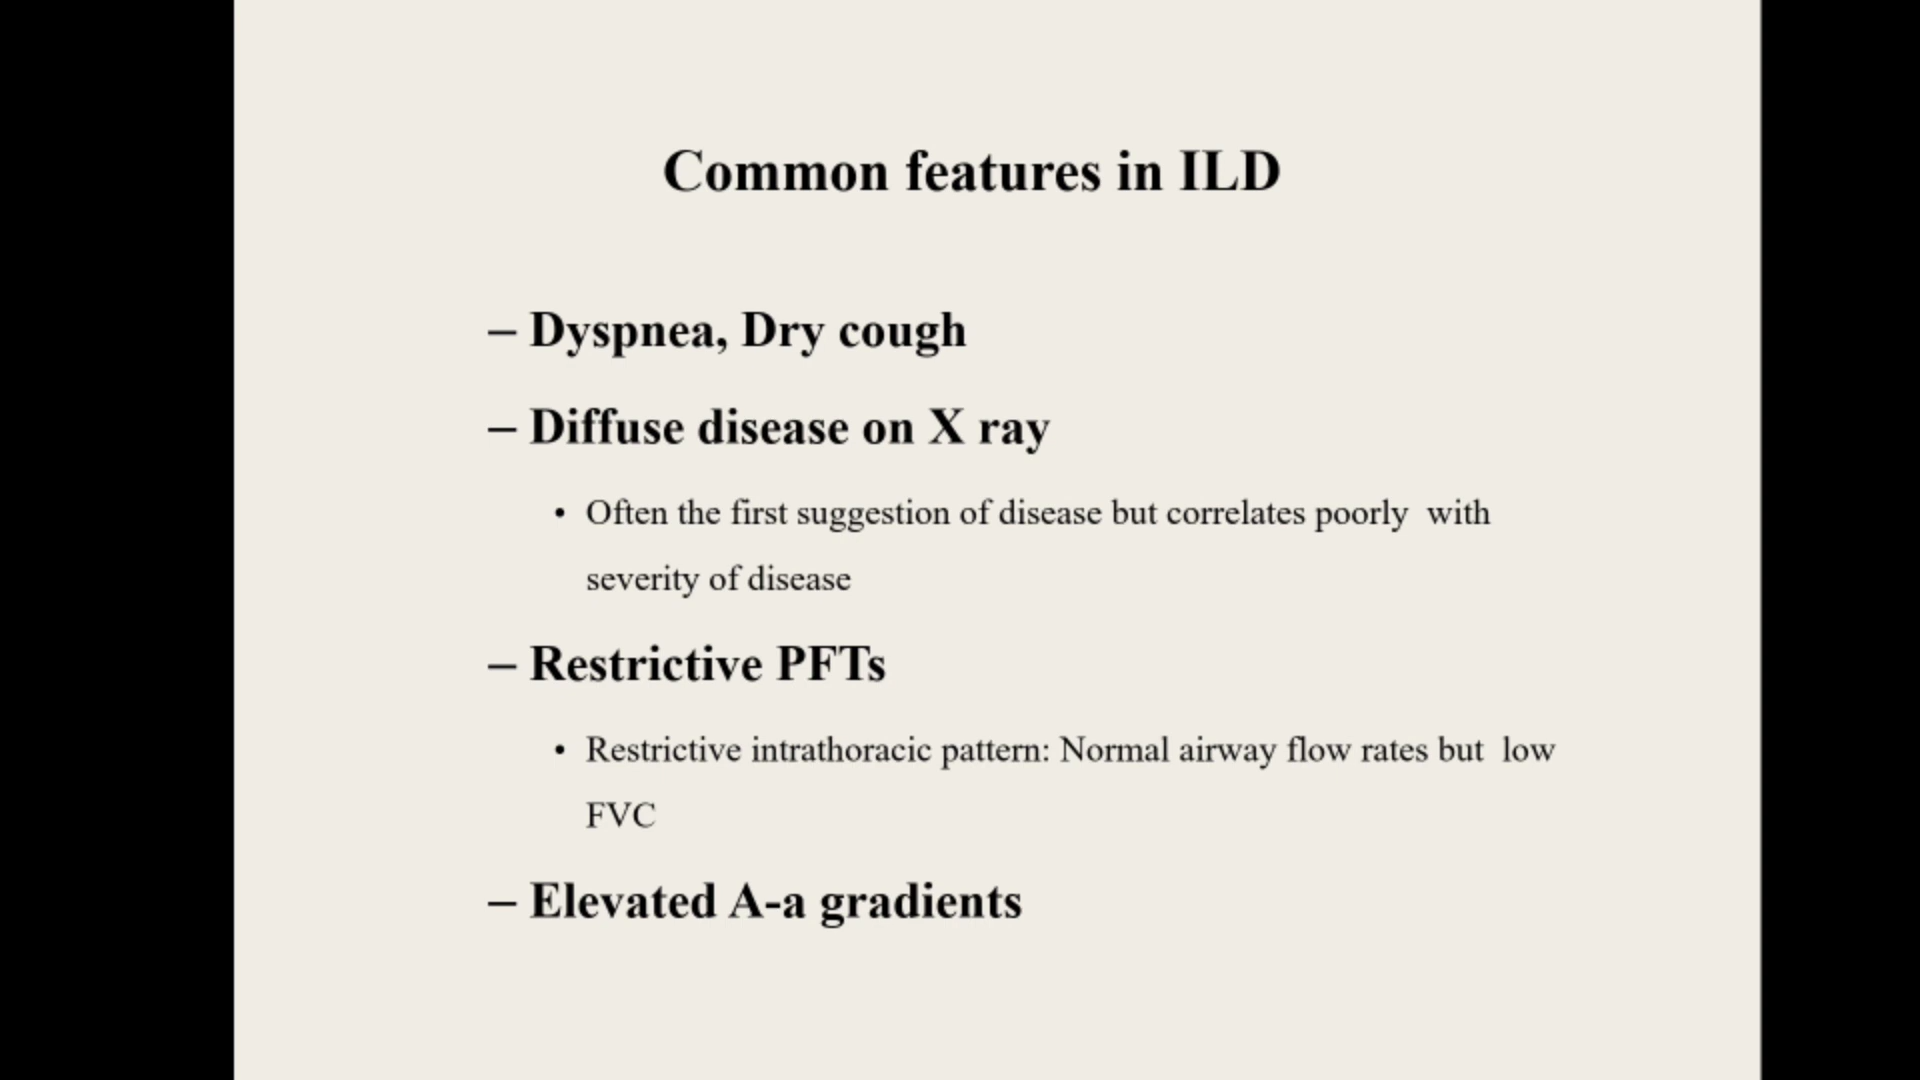 Common features in ILD
– Dyspnea, Dry cough
– Diffuse disease on X ray
• Often the first suggestion of disease but correlates poorly  with
severity of disease
– Restrictive PFTs
• Restrictive intrathoracic pattern: Normal airway flow rates but  low
FVC
– Elevated A-a gradients